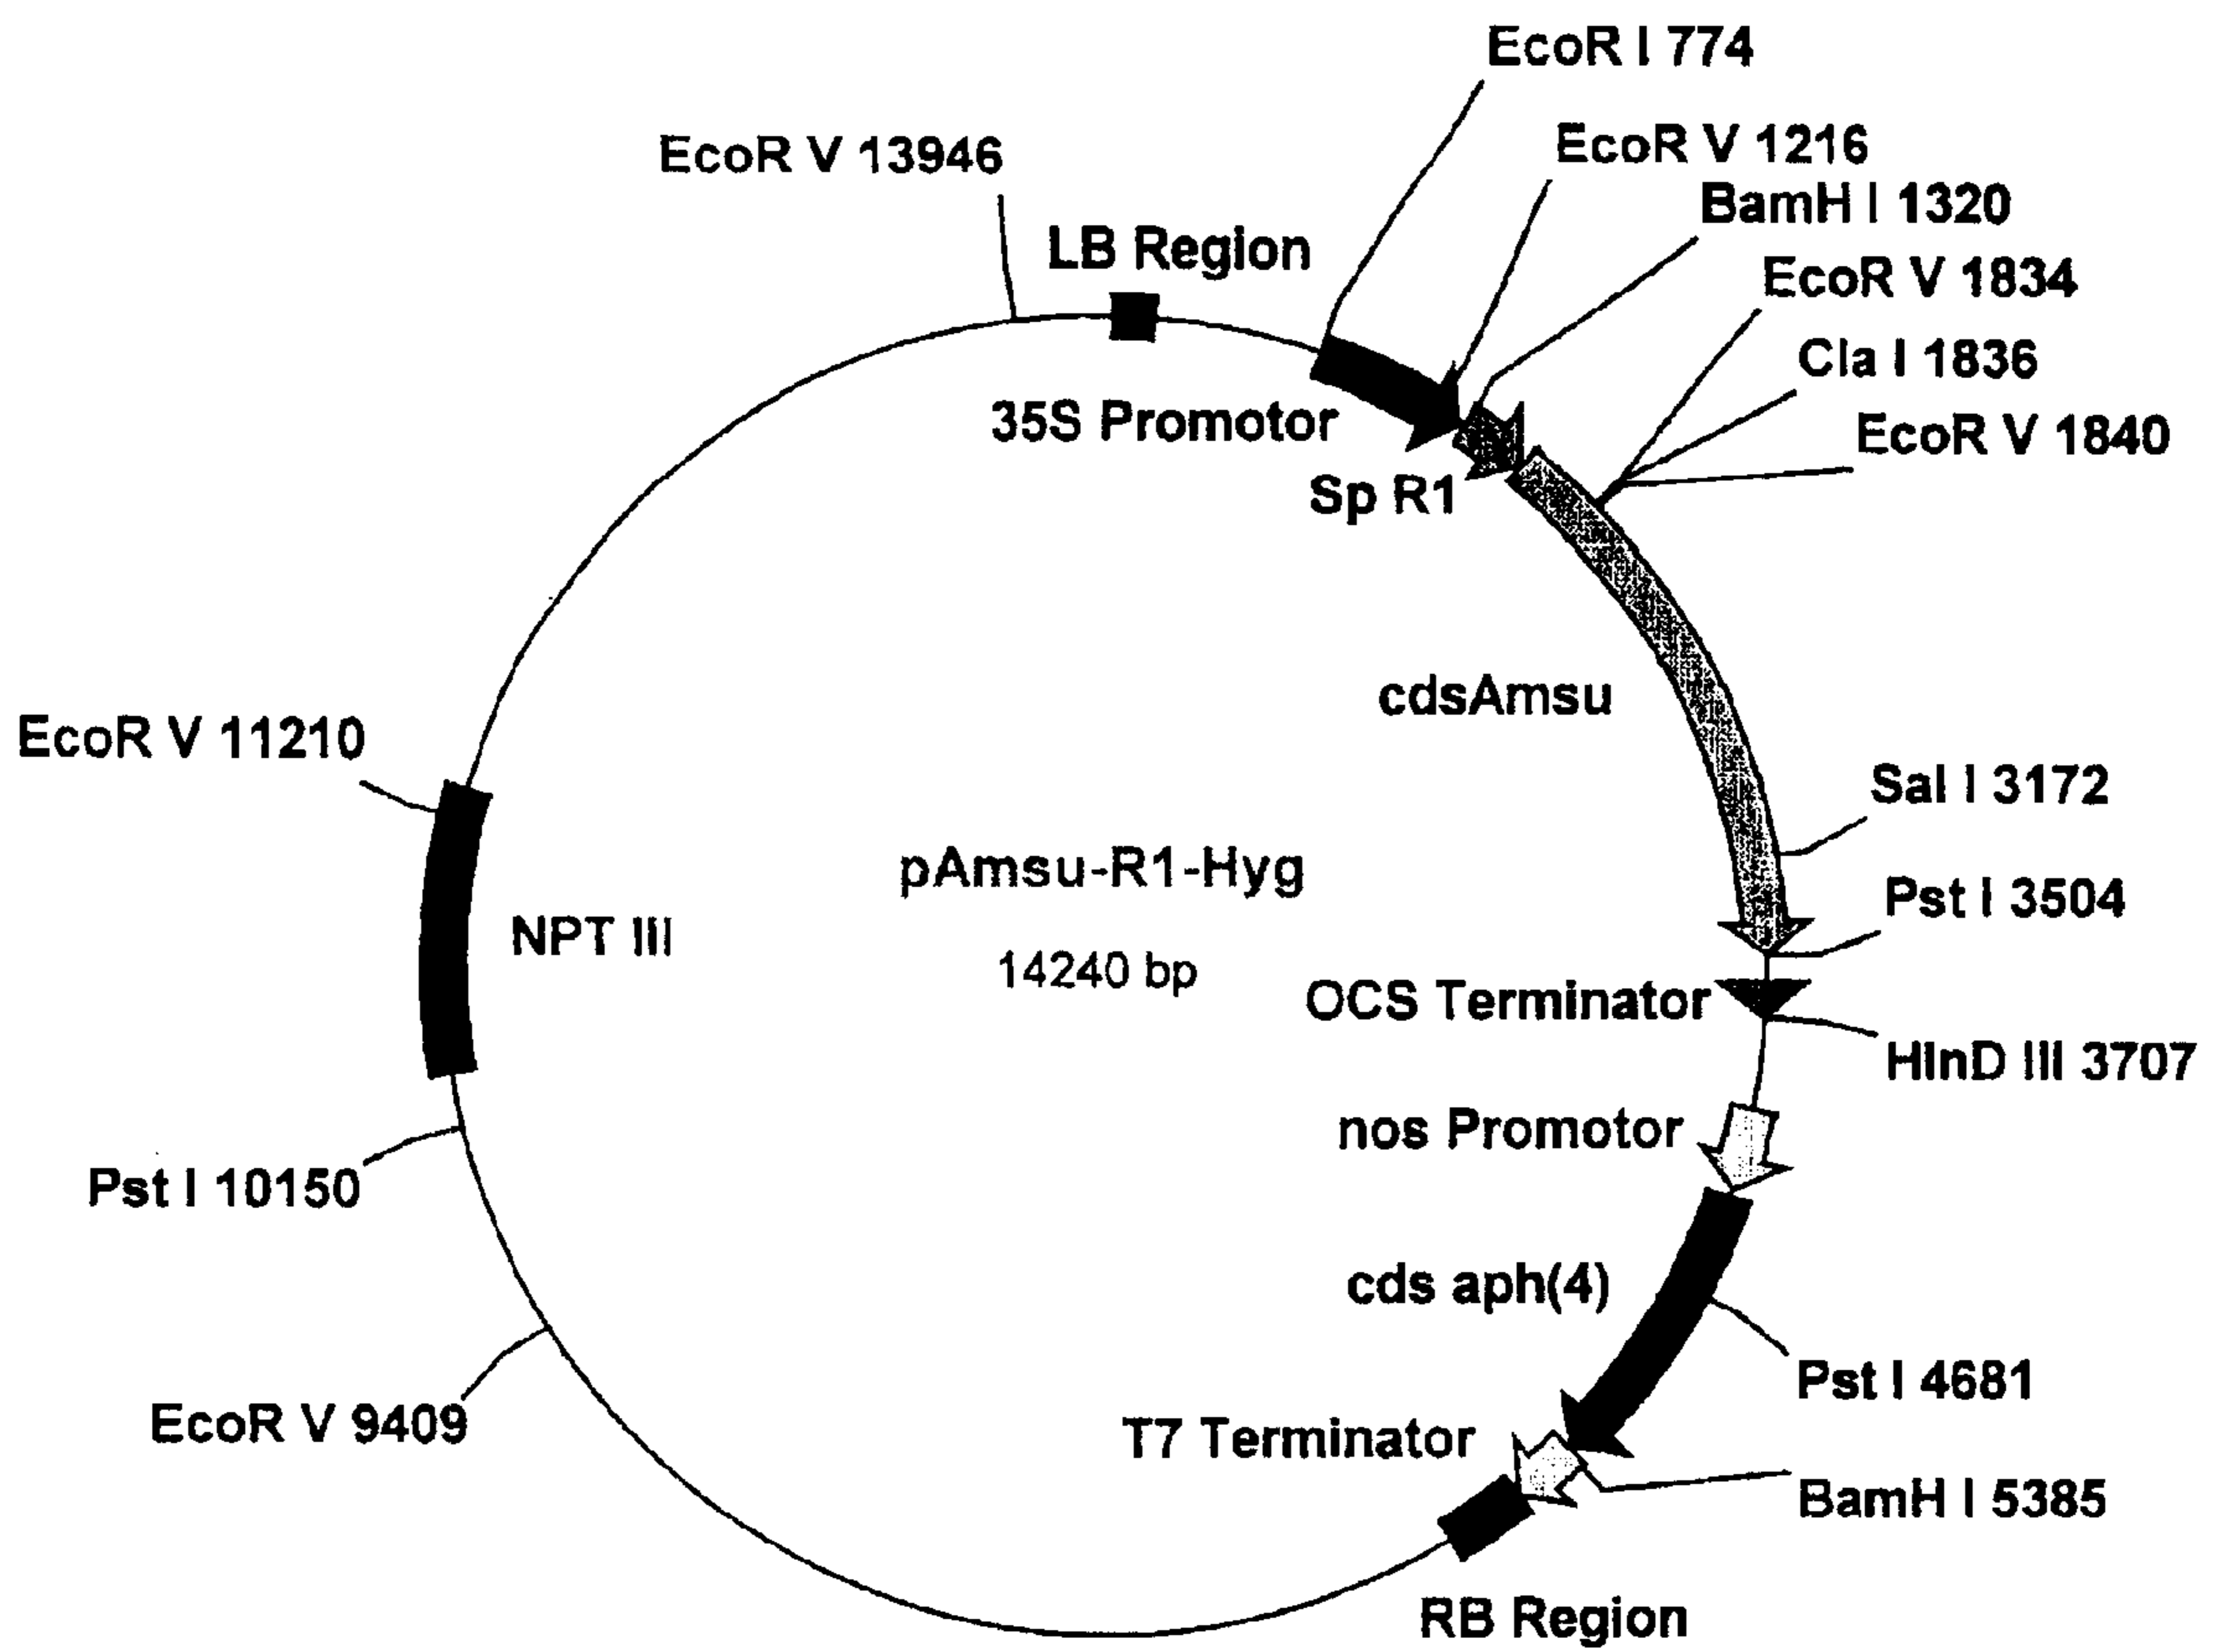 EcoR I 774
EcoR V 13946
EcoR V 1216
BamH I 1320
LB Region
EcoR V 1834
Cla I 1836
35S Promotor
EcoR V 1840
Sp R1
cdsAmsu
EcoR V 11210
Sal I 3172
pAmsu-R1-Hyg
Pst I 3504
NPT III
14240 bp
OCS Terminator
HinD III 3707
nos Promotor
Pst I 10150
cds aph(4)
Pst I 4681
EcoR V 9409
T7 Terminator
BamH I 5385
RB Region